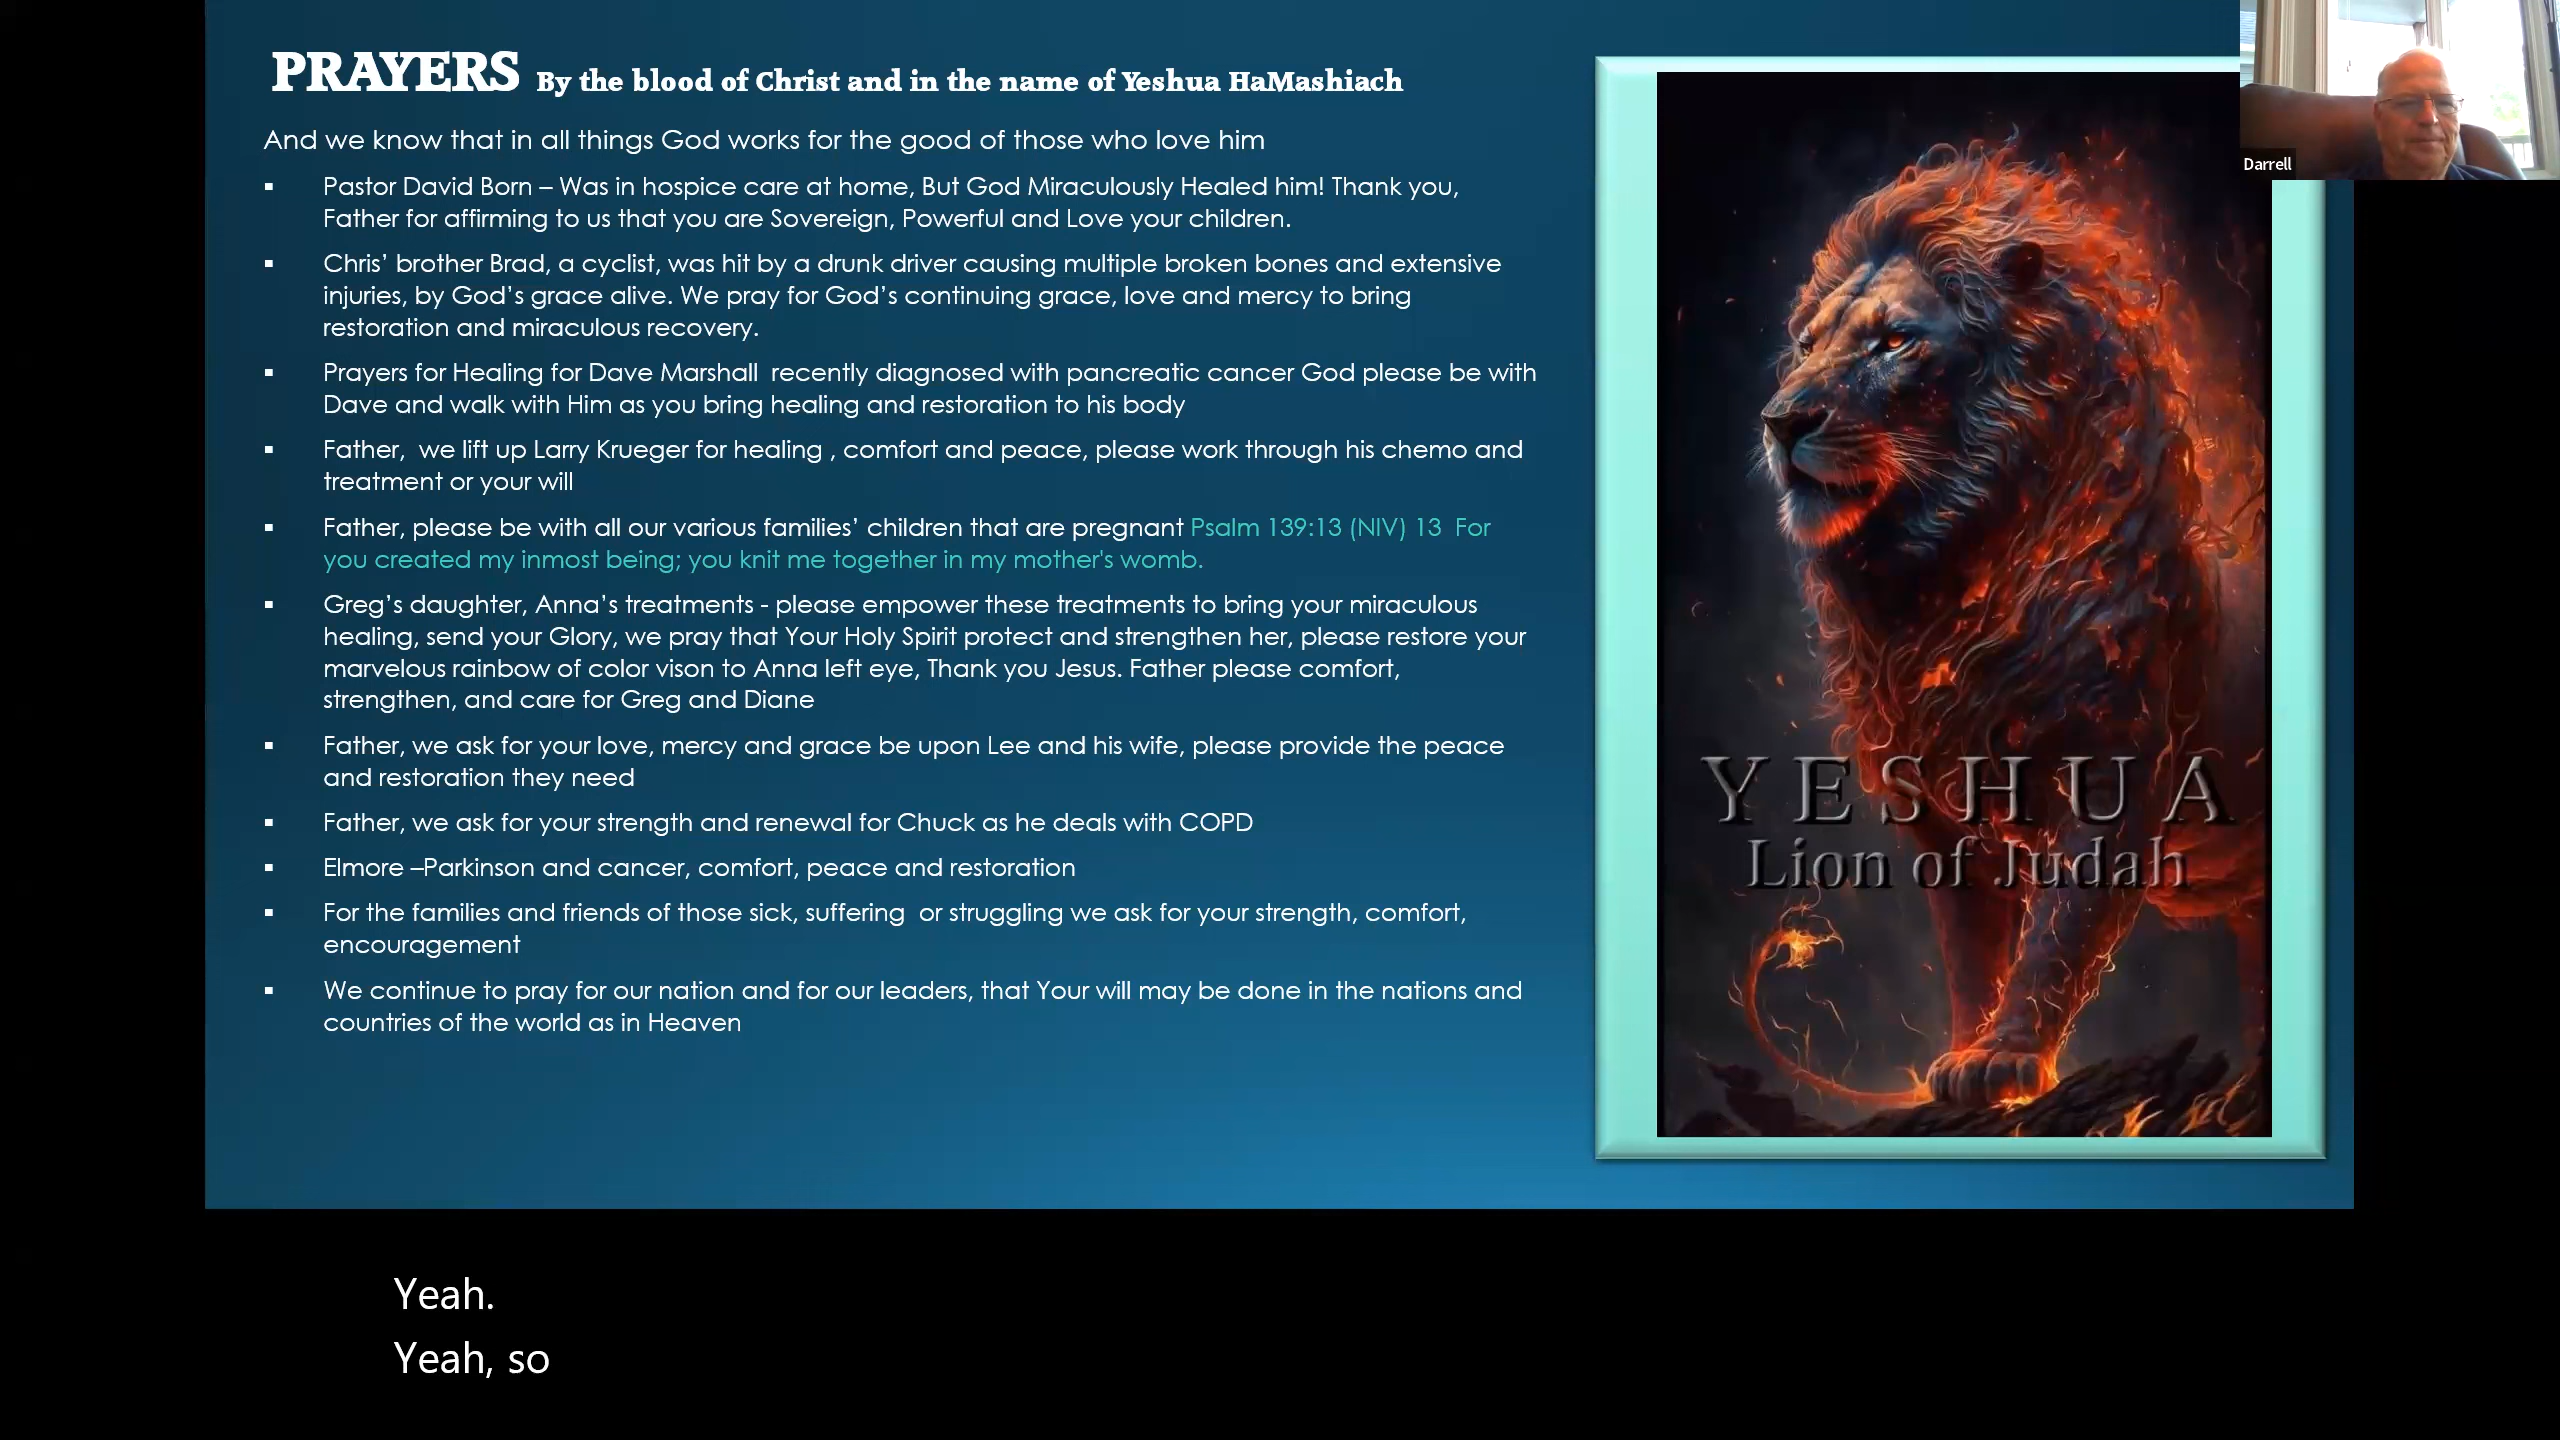 PRAYERS By the blood of Christ and in the name of Yeshua HaMashiach
And we know that in all things God works for the good of those who love him
▪ Pastor David Born – Was in hospice care at home, But God Miraculously Healed him! Thank you,
Father for affirming to us that you are Sovereign, Powerful and Love your children.
▪ Chris’ brother Brad, a cyclist, was hit by a drunk driver causing multiple broken bones and extensive
injuries, by God’s grace alive. We pray for God’s continuing grace, love and mercy to bring
restoration and miraculous recovery.
▪ Prayers for Healing for Dave Marshall  recently diagnosed with pancreatic cancer God please be with
Dave and walk with Him as you bring healing and restoration to his body
▪ Father,  we lift up Larry Krueger for healing , comfort and peace, please work through his chemo and
treatment or your will
▪ Father, please be with all our various families’ children that are pregnant Psalm 139:13 (NIV) 13  For
you created my inmost being; you knit me together in my mother's womb.
▪ Greg’s daughter, Anna’s treatments - please empower these treatments to bring your miraculous
healing, send your Glory, we pray that Your Holy Spirit protect and strengthen her, please restore your
marvelous rainbow of color vison to Anna left eye, Thank you Jesus. Father please comfort,
strengthen, and care for Greg and Diane
▪ Father, we ask for your love, mercy and grace be upon Lee and his wife, please provide the peace
and restoration they need
▪ Father, we ask for your strength and renewal for Chuck as he deals with COPD
▪ Elmore –Parkinson and cancer, comfort, peace and restoration
▪ For the families and friends of those sick, suffering  or struggling we ask for your strength, comfort,
encouragement
▪ We continue to pray for our nation and for our leaders, that Your will may be done in the nations and
countries of the world as in Heaven
YESHUA
Lion of Judah
Darrell
Yeah.
Yeah, so